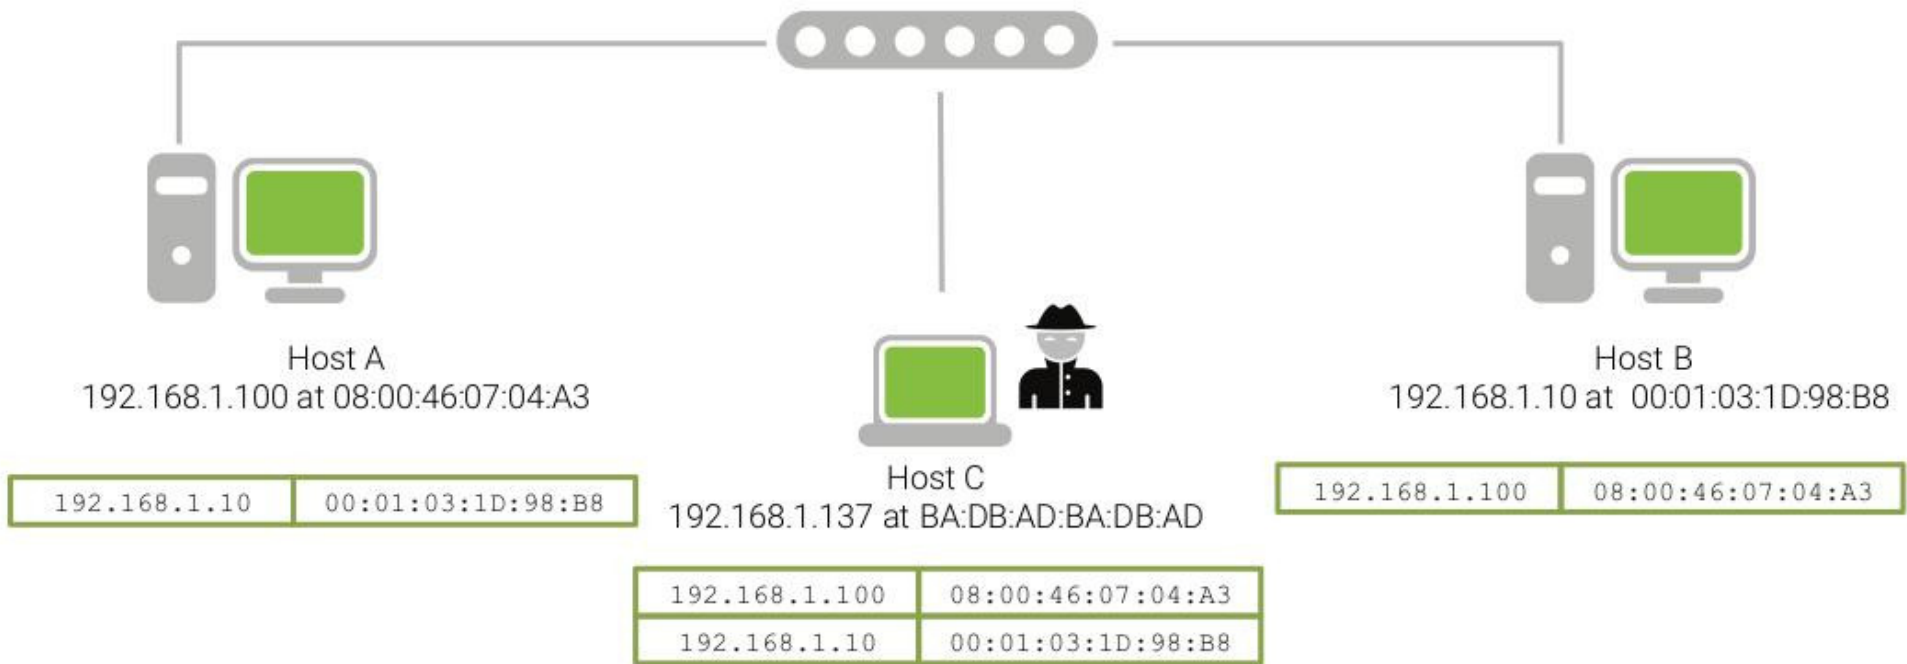 Host A
192.168.1.100 at 08:00:46:07:04:A3
192.168.1.10 00:01:03:1D:98:B8
Host C
192.168.1.137 at BA:DB:AD:BA:DB:AD
192.168.1.100 08:00:46:07:04:A3
192.168.1.10 00:01:03:1D:98:B8
Host B
192.168.1.10 at 00:01:03:1D:98:B8
192.168.1.100 08:00:46:07:04:A3